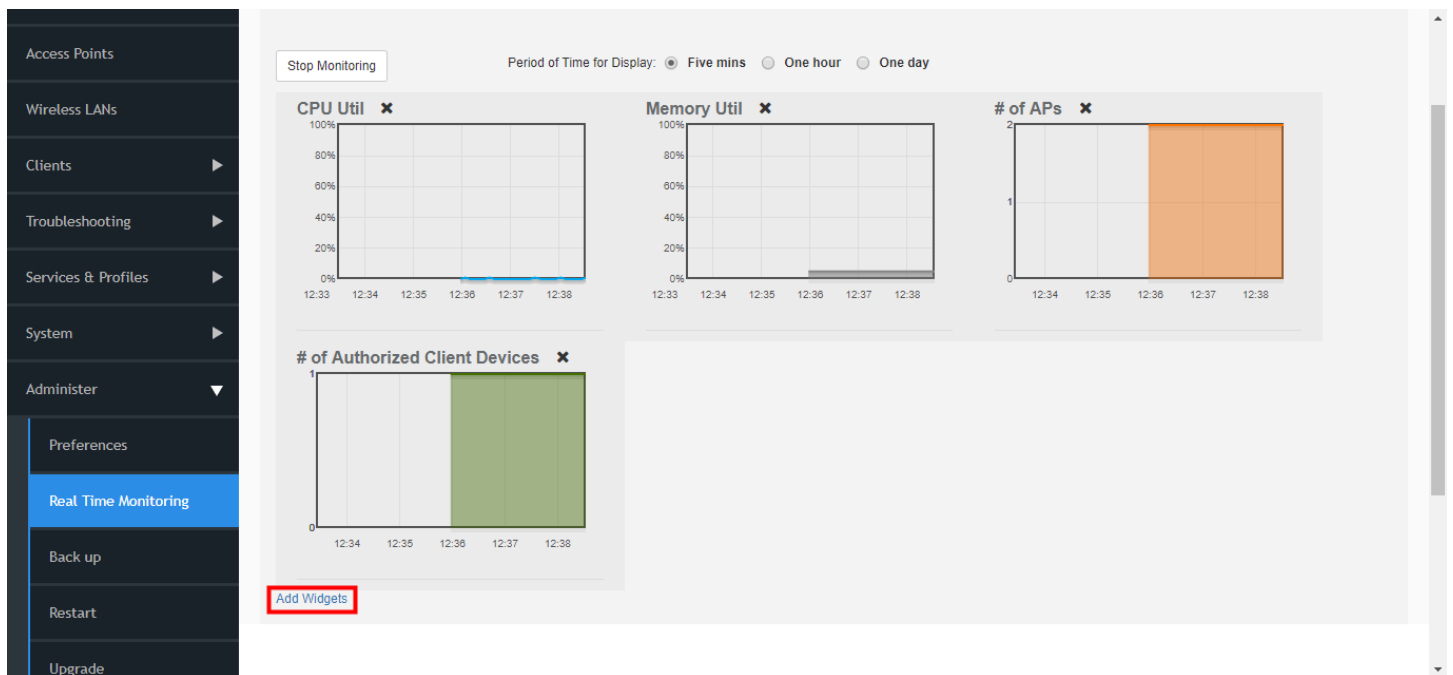 Access Points
Wireless LANs
Clients
Troubleshooting
Services & Profiles
System
Administer
Preferences
Real Time Monitoring
Back up
Restart
Upgrade
Stop Monitoring
Period of Time for Display: Five mins One hour One day
CPU Util
100%
80%
60%
40%
20%
0%
12:33 12:34 12:35 12:36 12:37 12:38
Memory Util
100%
80%
60%
40%
20%
0%
12:33 12:34 12:35 12:36 12:37 12:38
# of APs
2
1
0
12:34 12:35 12:36 12:37 12:38
# of Authorized Client Devices
1
0
12:34 12:35 12:36 12:37 12:38
Add Widgets